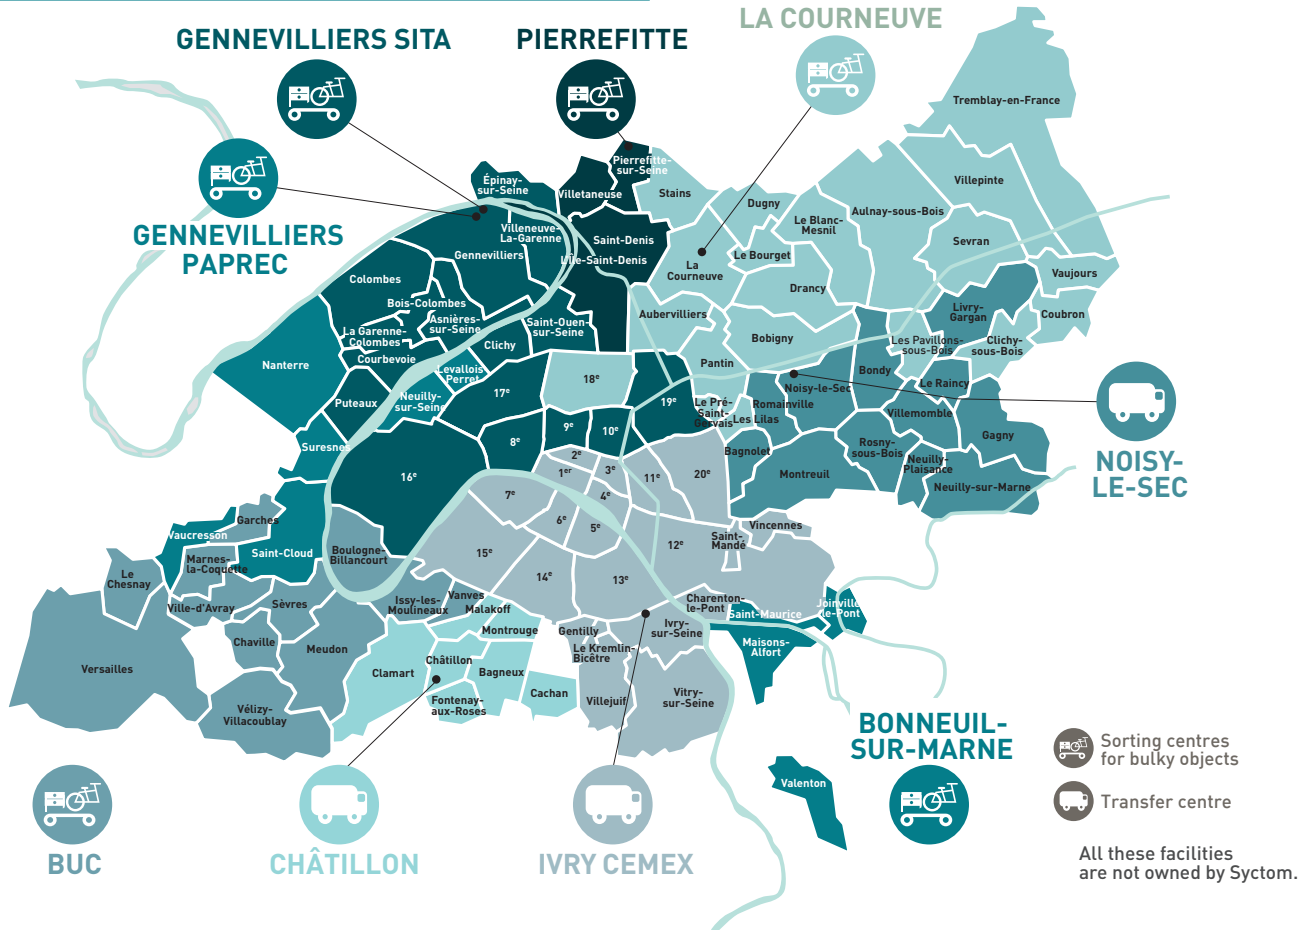 LA COURNEUVE
GENNEVILLIERS SITA
PIERREFITTE
GENNEVILLIERS
PAPREC
Tremblay-en-France
Pierrefitte-
sur-Seine
Épinay-
sur-Seine
Villetaneuse
Stains
Dugny
Villepinte
Aulnay-sous-Bois
Le Blanc-
Mesnil
Villeneuve-
La-Garenne
Saint-Denis
Sevran
Gennevilliers
L'Île-Saint-Denis
Le Bourget
La
Courneuve
Vaujours
Colombes
Drancy
Bois-Colombes
Livry-
Gargan
Coubron
Aubervilliers
Asnières-
sur-Seine
Saint-Ouen-
sur-Seine
La Garenne-
Colombes
Bobigny
Les Pavillons-
sous-Bois
Clichy-
sous-Bois
Clichy
Courbevoie
Nanterre
Levallois
Perret
Pantin
Bondy
18e
Le Raincy
Noisy-le-Sec
Puteaux
Neuilly-
sur-Seine
17e
19e
Le Pré-
Saint-
Gervais
Romainville
Les Lilas
Villemomble
9e
10e
8e
Gagny
Suresnes
Bagnolet
Rosny-
sous-Bois
Neuilly-
Plaisance
2e
1er
3e
11e
20e
Montreuil
Neuilly-sur-Marne
NOISY-
LE-SEC
16e
7e
4e
6e
5e
Garches
Vincennes
Vaucresson
Saint-
Mandé
12e
Saint-Cloud
Boulogne-
Billancourt
15e
Marnes-
la-Coquette
Le
Chesnay
14e
13e
Ville-d'Avray
Sèvres
Issy-les-
Moulineaux
Vanves
Malakoff
Charenton-
le-Pont
Saint-Maurice
Joinville-
le-Pont
Montrouge
Gentilly
Ivry-
sur-Seine
Chaville
Meudon
Le Kremlin-
Bicêtre
Maisons-
Alfort
Versailles
Clamart
Châtillon
Bagneux
Cachan
Fontenay-
aux-Roses
Villejuif
Vitry-
sur-Seine
Vélizy-
Villacoublay
BONNEUIL-
SUR-MARNE
Valenton
BUC
CHÂTILLON
IVRY CEMEX
Sorting centres
for bulky objects
Transfer centre
All these facilities
are not owned by Syctom.